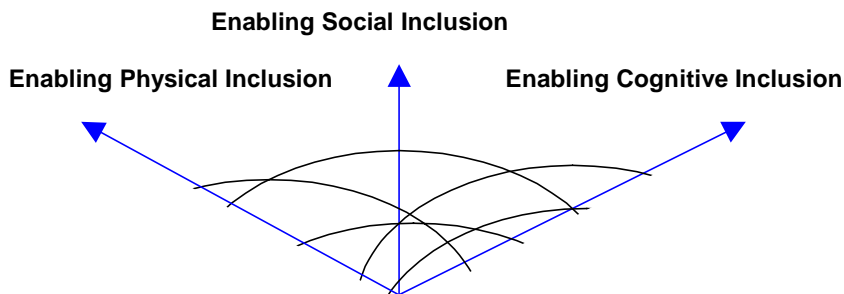 Enabling Social Inclusion
Enabling Physical Inclusion
Enabling Cognitive Inclusion